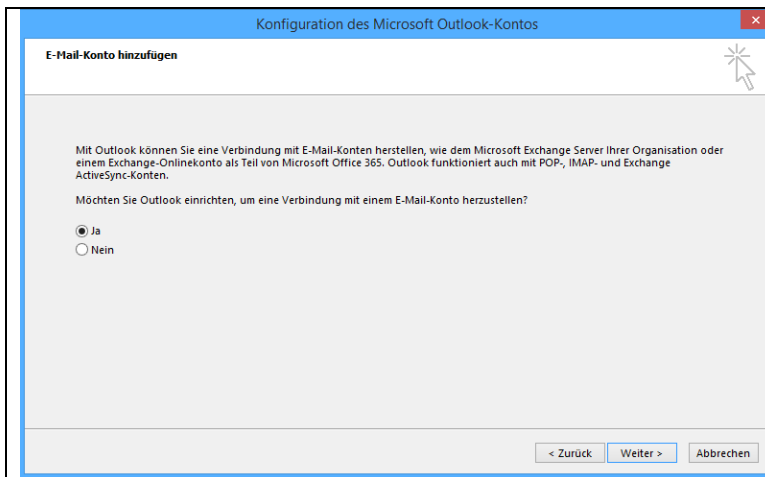 Konfiguration des Microsoft Outlook-Kontos
E-Mail-Konto hinzufügen
Mit Outlook können Sie eine Verbindung mit E-Mail-Konten herstellen, wie dem Microsoft Exchange Server Ihrer Organisation oder
einem Exchange-Onlinekonto als Teil von Microsoft Office 365. Outlook funktioniert auch mit POP-, IMAP- und Exchange
ActiveSync-Konten.
Möchten Sie Outlook einrichten, um eine Verbindung mit einem E-Mail-Konto herzustellen?
Ja
Nein
< Zurück Weiter > Abbrechen